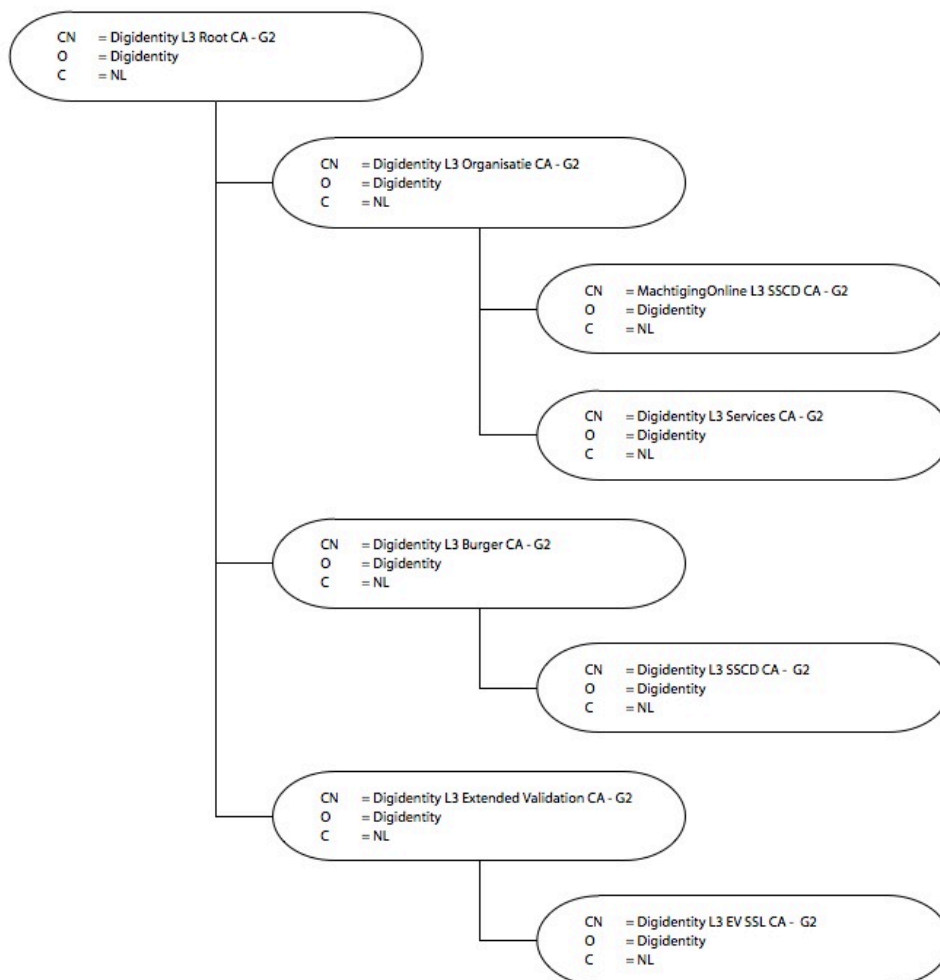 CN = Digidentity L3 Root CA - G2
O = Digidentity
C = NL
CN = Digidentity L3 Organisatie CA - G2
O = Digidentity
C = NL
CN = MachtigingOnline L3 SSCD CA - G2
O = Digidentity
C = NL
CN = Digidentity L3 Services CA - G2
O = Digidentity
C = NL
CN = Digidentity L3 Burger CA - G2
O = Digidentity
C = NL
CN = Digidentity L3 SSCD CA - G2
O = Digidentity
C = NL
CN = Digidentity L3 Extended Validation CA - G2
O = Digidentity
C = NL
CN = Digidentity L3 EV SSL CA - G2
O = Digidentity
C = NL